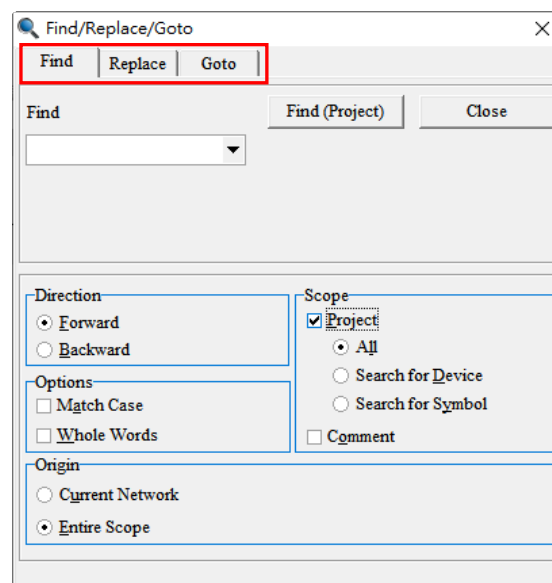 Find/Replace/Goto
Find Replace Goto
Find Find (Project) Close
Direction
Forward
Backward
Options
Match Case
Whole Words
Scope
Project
All
Search for Device
Search for Symbol
Comment
Origin
Current Network
Entire Scope